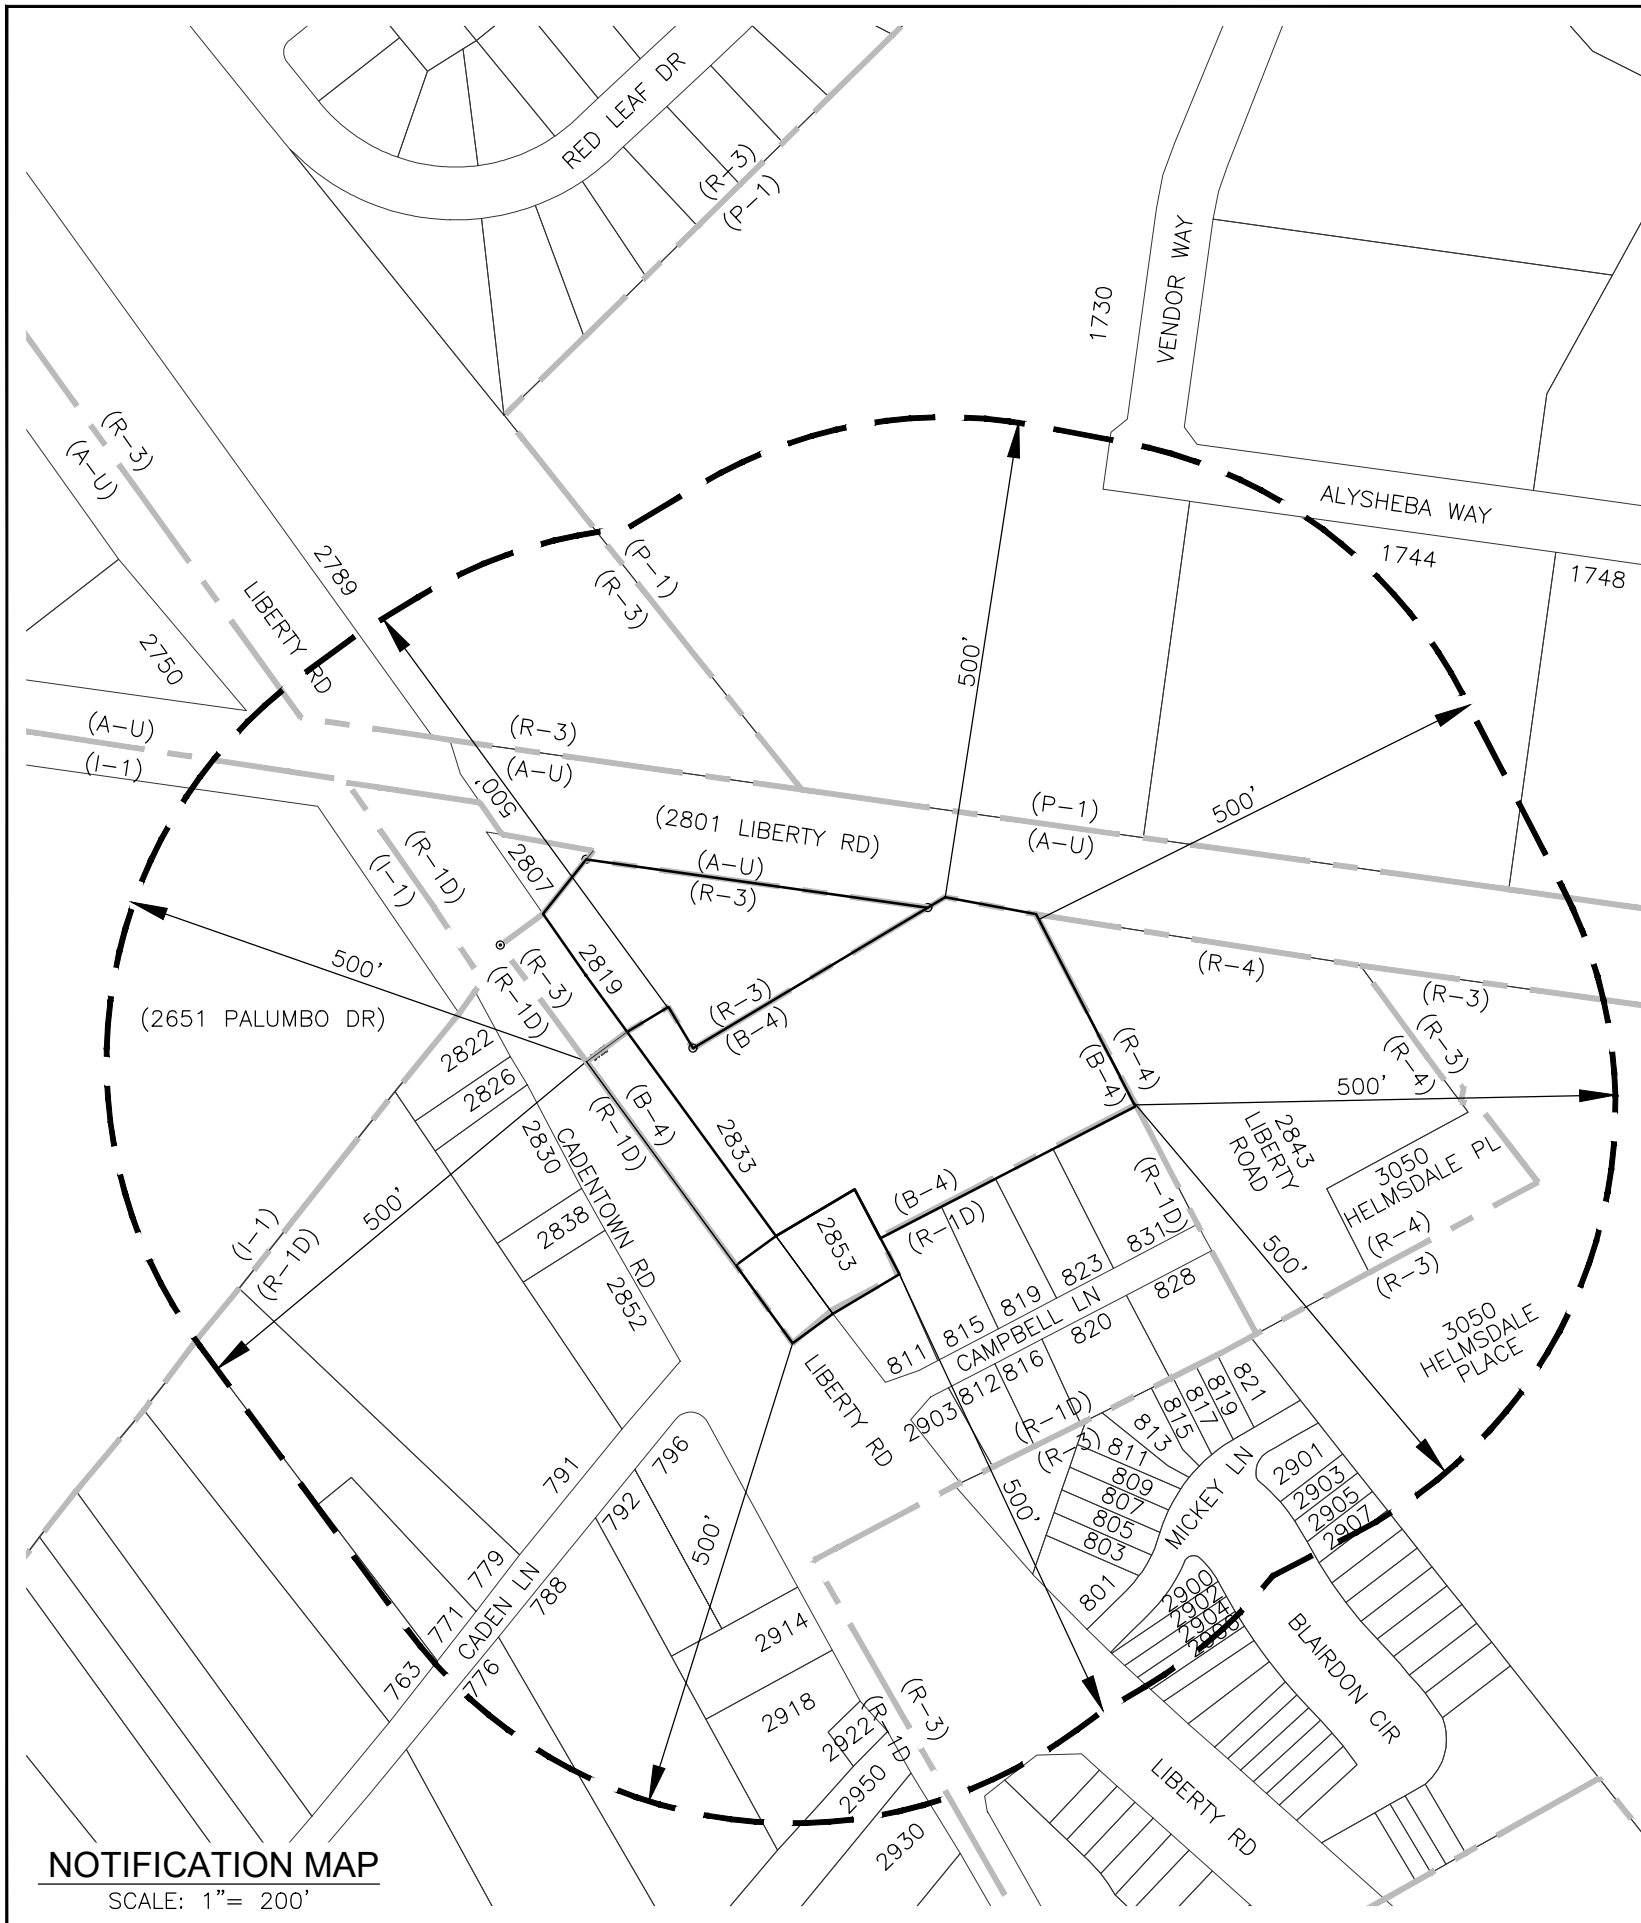 RED LEAF DR
(R-3)
(P-1)
VENDOR WAY
1730
ALYSHEBA WAY
1744
1748
(R-3)
(A-U)
2789
LIBERTY RD
2750
(P-1)
(R-3)
500'
500'
500'
(A-U)
(I-1)
(R-3)
(A-U)
(2801 LIBERTY RD)
(P-1)
(A-U)
(R-1D)
(I-1)
2807
(A-U)
(R-3)
500'
(2651 PALUMBO DR)
2819
(R-3)
(R-1D)
(R-3)
(B-4)
(R-4)
(R-3)
(R-3)
(R-4)
(R-4)
(B-4)
500'
2822
2826
2830
2838
2852
CADENTOWN RD
(B-4)
(R-1D)
2833
2853
(B-4)
(R-1D)
(R-1D)
2843
LIBERTY
ROAD
3050
HELMSDALE PL
(R-4)
(R-3)
500'
3050
HELMSDALE
PLACE
(I-1)
(R-1D)
500'
811
815
819
823
831
CAMPBELL LN
2903
812
816
820
828
LIBERTY RD
(R-1D)
(R-3)
500'
821
819
817
815
813
811
809
807
805
803
801
MICKEY LN
2901
2903
2905
2907
2900
2902
2904
2906
BLAIRDON CIR
791
796
792
779
788
771
763
776
CADEN LN
500'
2914
2918
2922
2950
2930
(R-1D
(R-3)
LIBERTY RD
NOTIFICATION MAP
SCALE: 1"= 200'